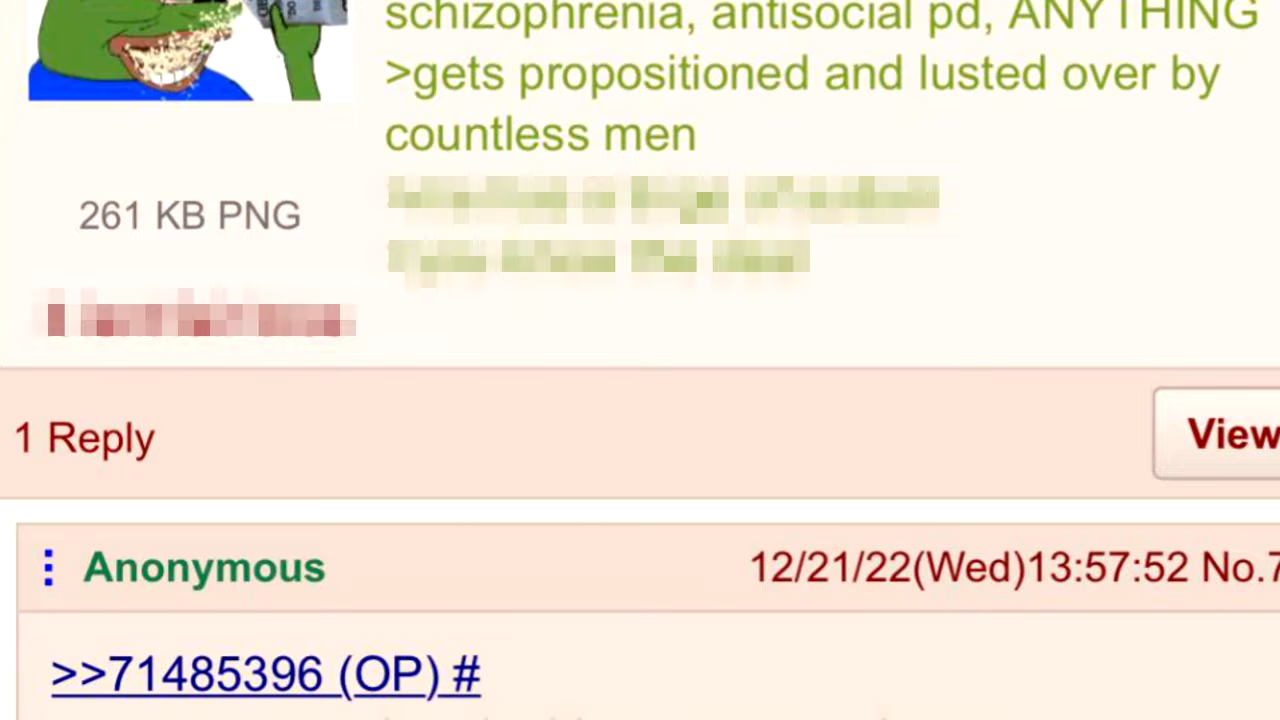 schizophrenia, antisocial pd, ANYTHING
>gets propositioned and lusted over by
countless men
261 KB PNG
1 Reply
View
Anonymous
12/21/22(Wed)13:57:52 No.7
>>71485396 (OP) #